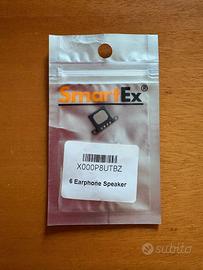 SmartEx®
X000P8UTBZ
6 Earphone Speaker
subito